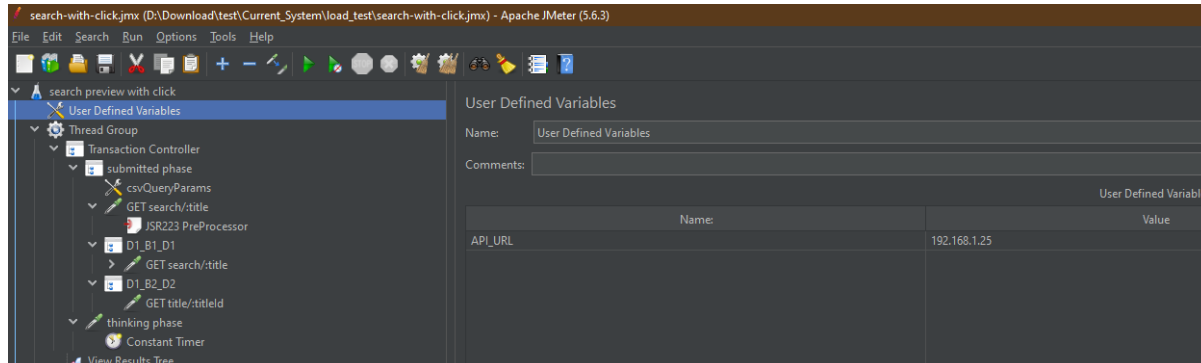 search-with-click.jmx (D:\Download\test\Current_System\load_test\search-with-click.jmx) - Apache JMeter (5.6.3)
File Edit Search Run Options Tools Help
search preview with click
User Defined Variables
Thread Group
Transaction Controller
submitted phase
csvQueryParams
GET search/:title
JSR223 PreProcessor
D1_B1_D1
GET search/:title
D1_B2_D2
GET title/:titleId
thinking phase
Constant Timer
View Results Tree
User Defined Variables
Name: User Defined Variables
Comments:
User Defined Variabl
Name: Value
API_URL 192.168.1.25